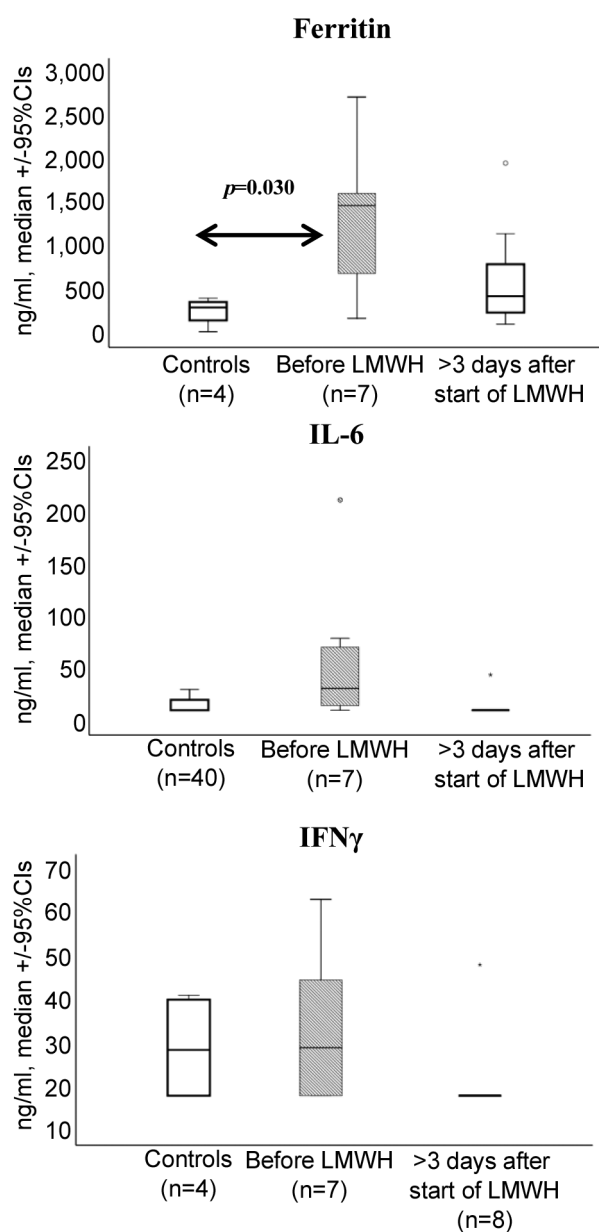 Ferritin
ng/ml, median +/-95%CIs
3,000
2,500
2,000
1,500
1,000
500
0
p=0.030
Controls
(n=4)
Before LMWH
(n=7)
>3 days after
start of LMWH
IL-6
ng/ml, median +/-95%CIs
250
200
150
100
50
0
Controls
(n=40)
Before LMWH
(n=7)
>3 days after
start of LMWH
IFNγ
ng/ml, median +/-95%CIs
70
60
50
40
30
20
10
Controls
(n=4)
Before LMWH
(n=7)
>3 days after
start of LMWH
(n=8)